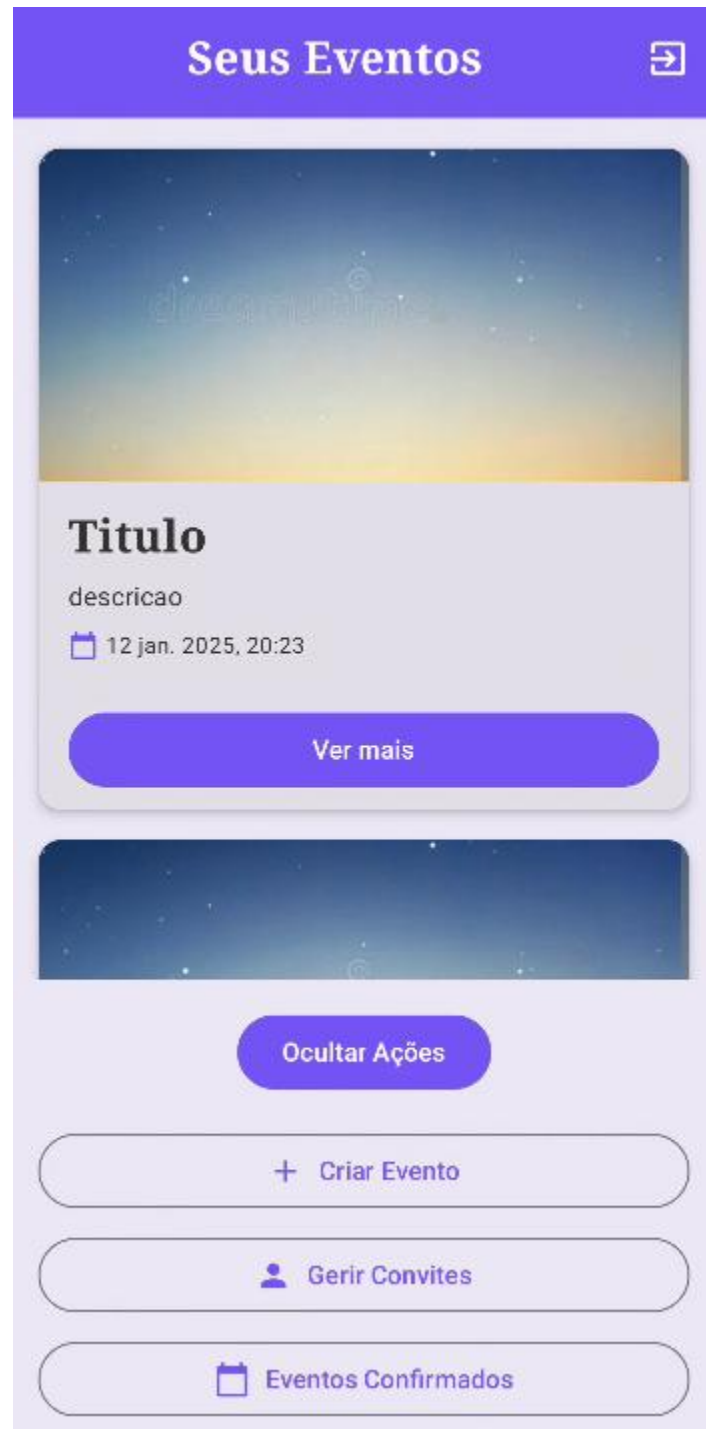 Seus Eventos
dreamstime
Titulo
descricao
12 jan. 2025, 20:23
Ver mais
Ocultar Ações
+ Criar Evento
Gerir Convites
Eventos Confirmados